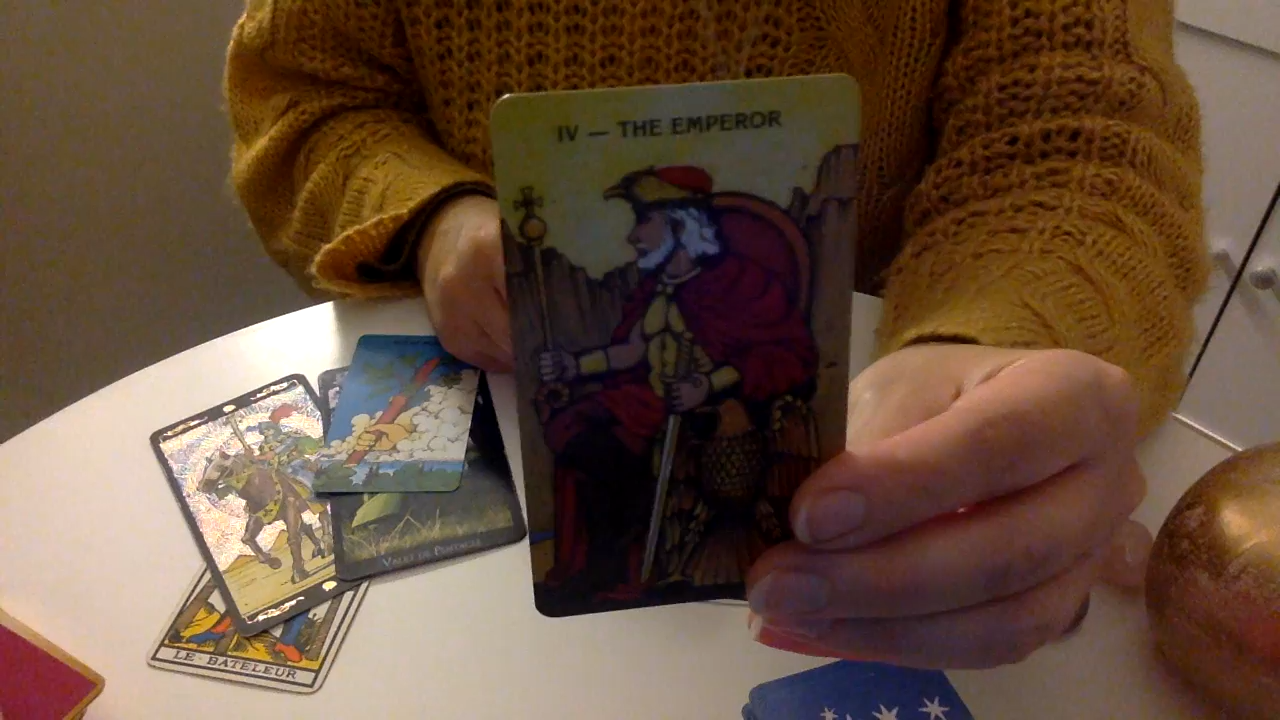 IV — THE EMPEROR
VALET DE PENTACLES
LE·BATELEUR